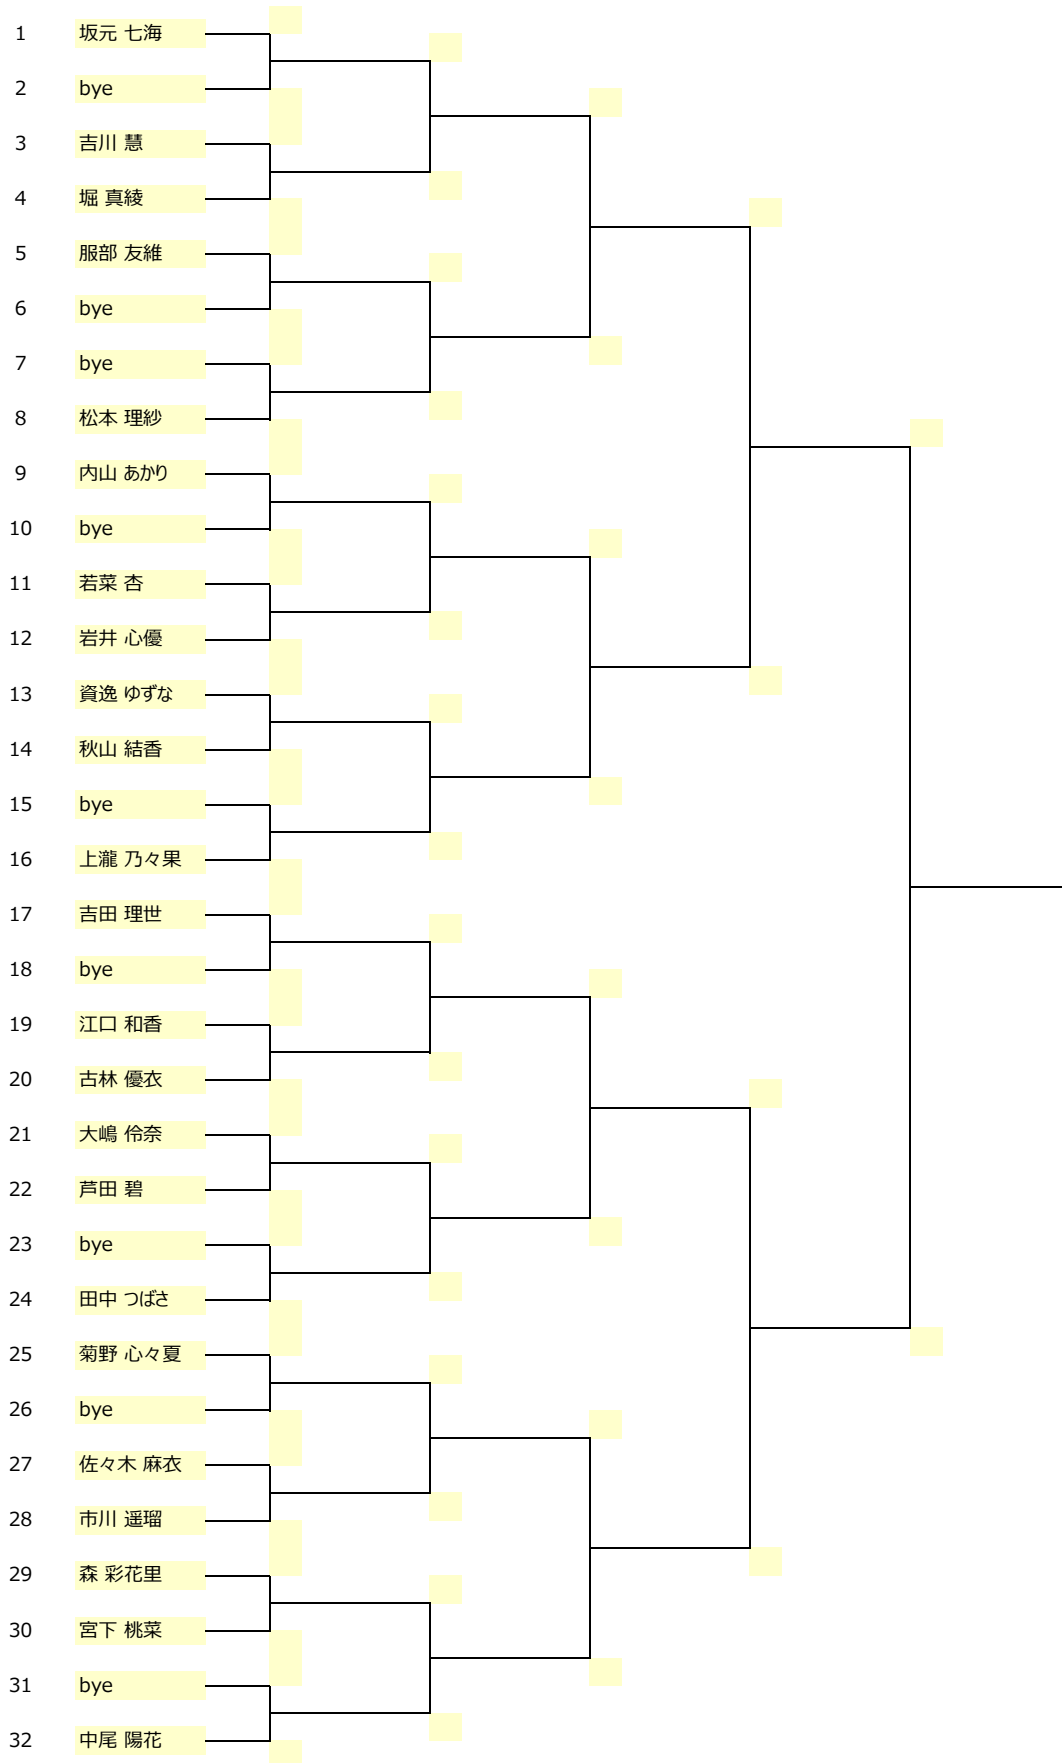 1 坂元 七海
2 bye
3 吉川 慧
4 堀 真綾
5 服部 友維
6 bye
7 bye
8 松本 理紗
9 内山 あかり
10 bye
11 若菜 杏
12 岩井 心優
13 資逸 ゆずな
14 秋山 結香
15 bye
16 上瀧 乃々果
17 吉田 理世
18 bye
19 江口 和香
20 古林 優衣
21 大嶋 伶奈
22 芦田 碧
23 bye
24 田中 つばさ
25 菊野 心々夏
26 bye
27 佐々木 麻衣
28 市川 遥瑠
29 森 彩花里
30 宮下 桃菜
31 bye
32 中尾 陽花